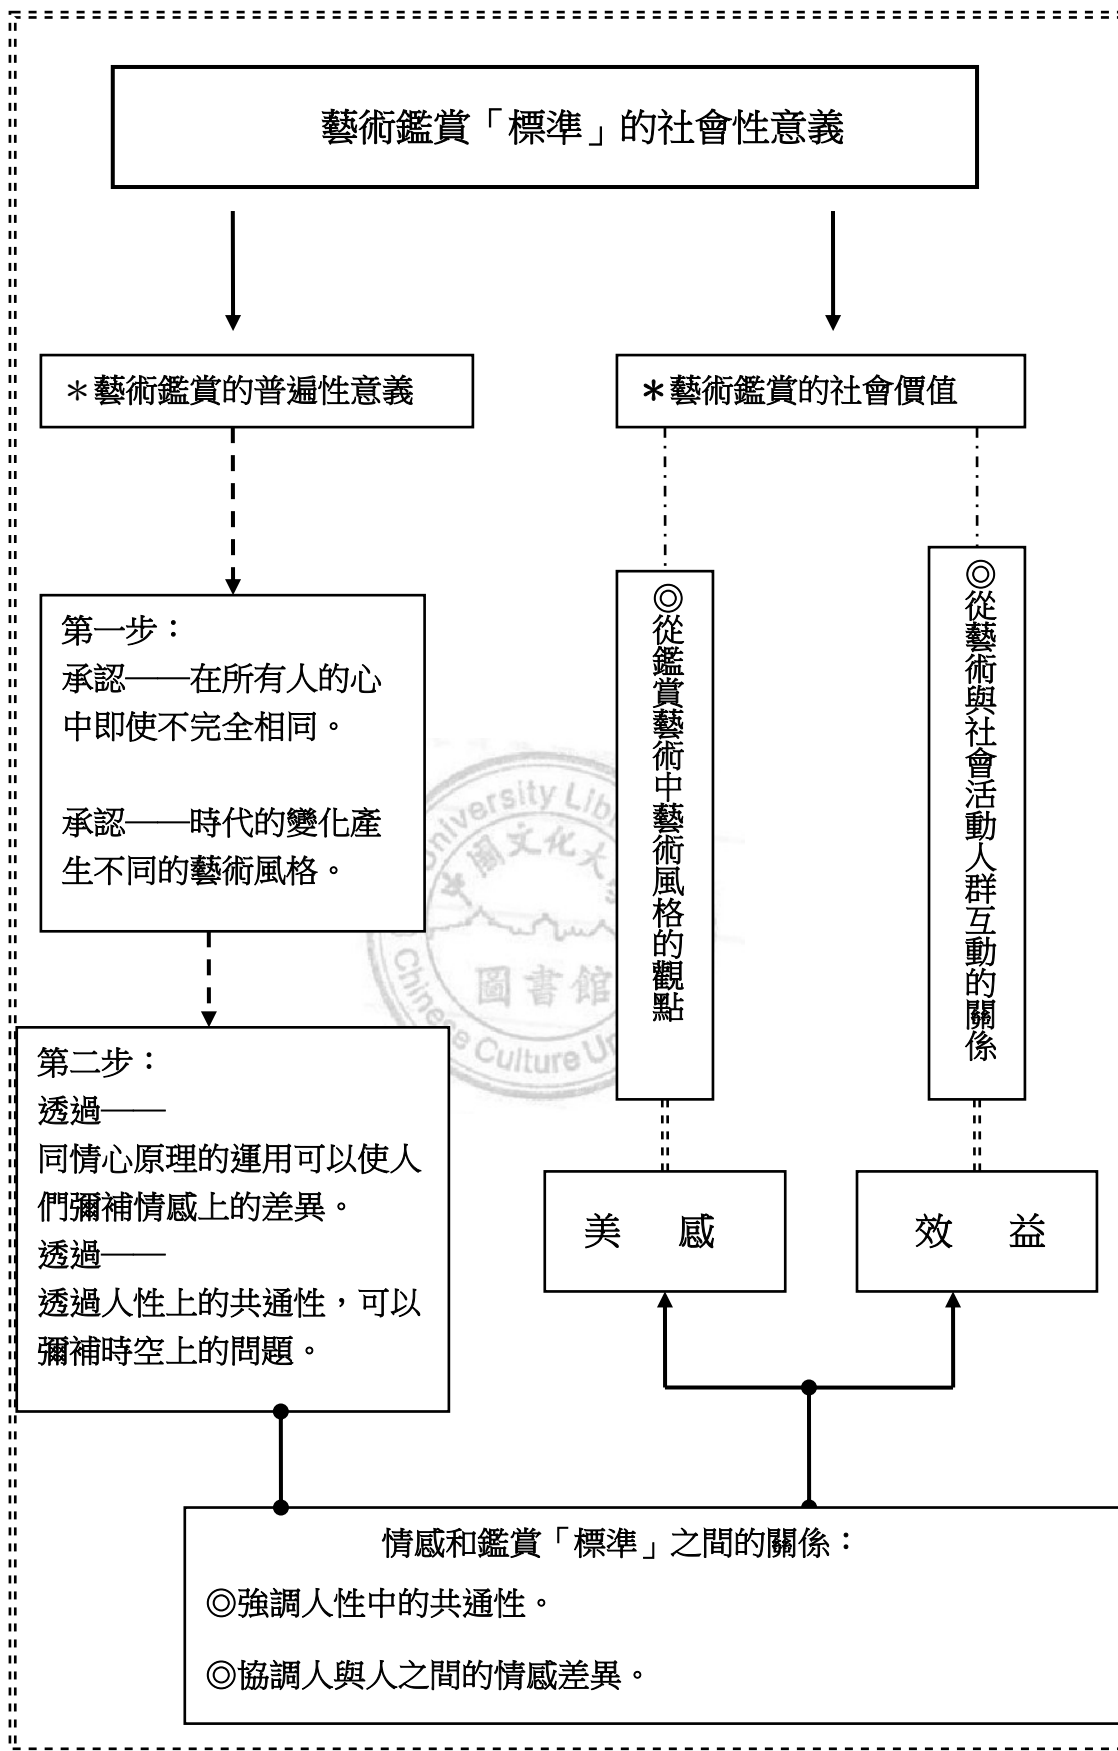 藝術鑑賞「標準」的社會性意義
＊藝術鑑賞的普遍性意義
＊藝術鑑賞的社會價值
第一步：
承認——在所有人的心
中即使不完全相同。
承認——時代的變化產
生不同的藝術風格。
第二步：
透過——
同情心原理的運用可以使人
們彌補情感上的差異。
透過——
透過人性上的共通性，可以
彌補時空上的問題。
◎從鑑賞藝術中藝術風格的觀點
◎從藝術與社會活動人群互動的關係
美 感
效 益
情感和鑑賞「標準」之間的關係：
◎強調人性中的共通性。
◎協調人與人之間的情感差異。
圖書館
Chinese Culture